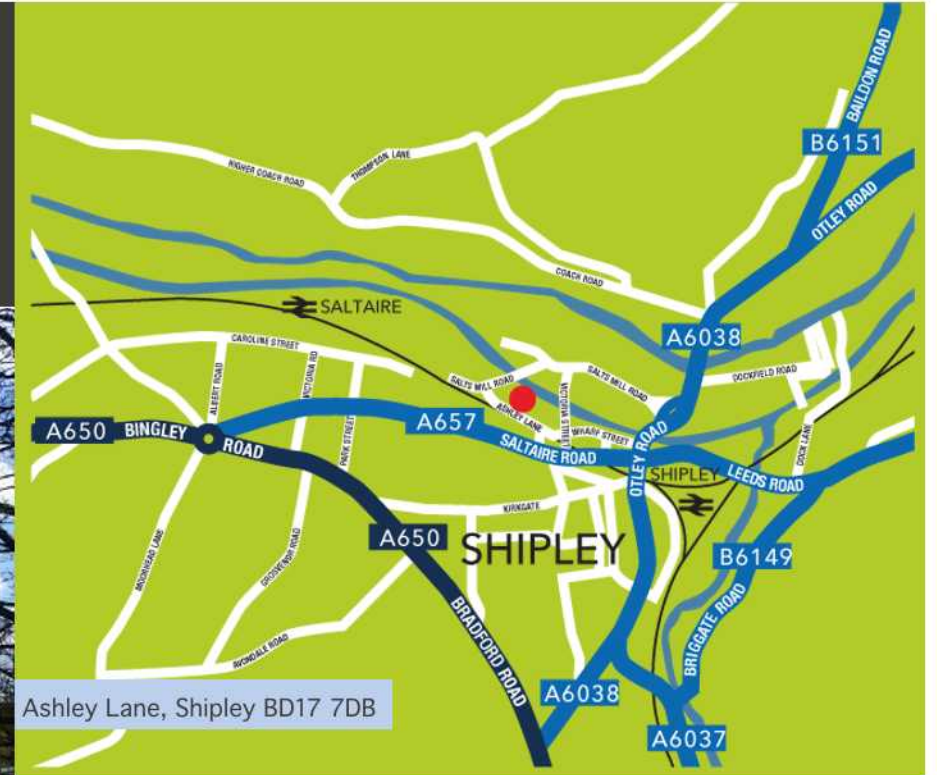 BAILDON ROAD
B6151
OTLEY ROAD
THOMPSON LANE
HIGHER COACH ROAD
COACH ROAD
SALTAIRE
A6038
CAROLINE STREET
ALBERT ROAD
VICTORIA RD
PARK STREET
SALTS MILL ROAD
SALTS MILL ROAD
DOCKFIELD ROAD
VICTORIA STREET
ASHLEY LANE
WHARF STREET
DOCK LANE
A650 BINGLEY ROAD
A657
SALTAIRE ROAD
OTLEY ROAD
SHIPLEY
LEEDS ROAD
KIRKGATE
A650
SHIPLEY
B6149
MOORHEAD LANE
GROSVENOR ROAD
BRADFORD ROAD
BRIGGATE ROAD
AVONDALE ROAD
A6038
Ashley Lane, Shipley BD17 7DB
A6037